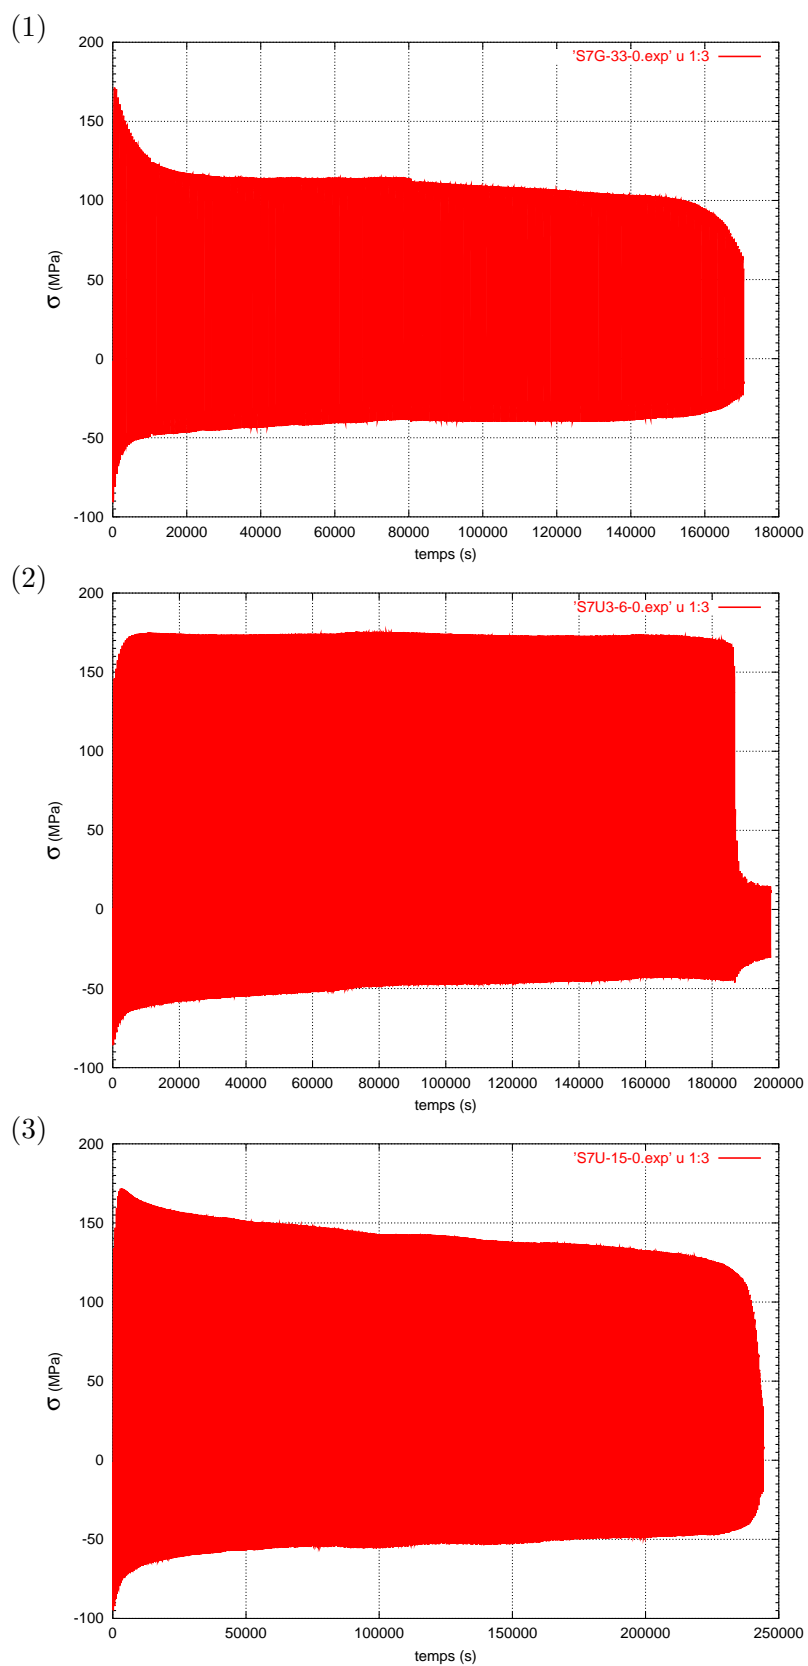 (1)
200
'S7G-33-0.exp' u 1:3
150
100
50
0
-50
-100
σ (MPa)
0 20000 40000 60000 80000 100000 120000 140000 160000 180000
temps (s)
(2)
200
'S7U3-6-0.exp' u 1:3
150
100
50
0
-50
-100
σ (MPa)
0 20000 40000 60000 80000 100000 120000 140000 160000 180000 200000
temps (s)
(3)
200
'S7U-15-0.exp' u 1:3
150
100
50
0
-50
-100
σ (MPa)
0 50000 100000 150000 200000 250000
temps (s)